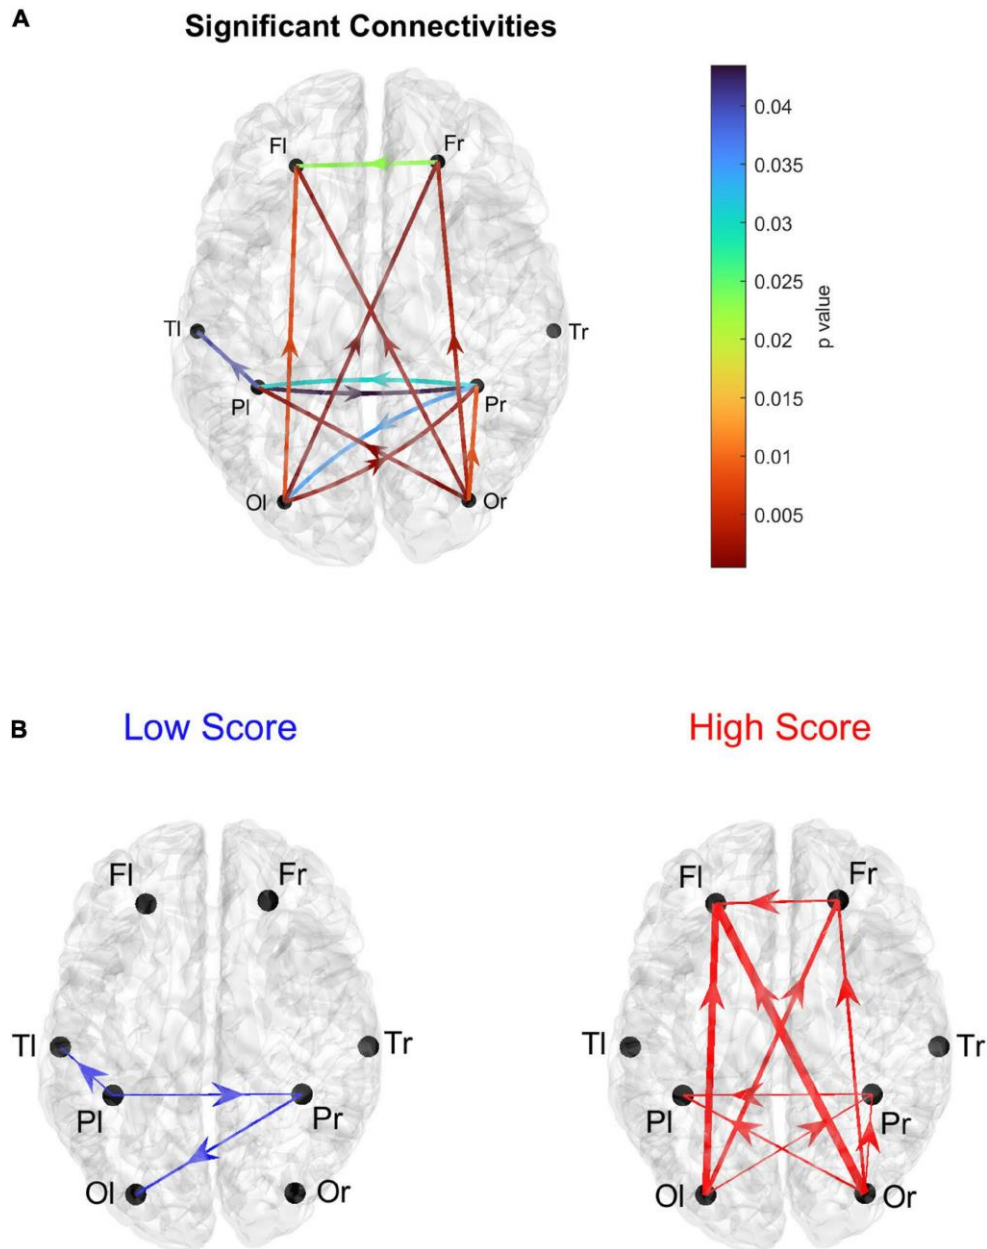 A
Significant Connectivities
Fl
Fr
Tl
Tr
Pl
Pr
Ol
Or
0.04
0.035
0.03
0.025
0.02
0.015
0.01
0.005
p value
B
Low Score
High Score
Fl
Fr
Tl
Tr
Pl
Pr
Ol
Or
Fl
Fr
Tl
Tr
Pl
Pr
Ol
Or